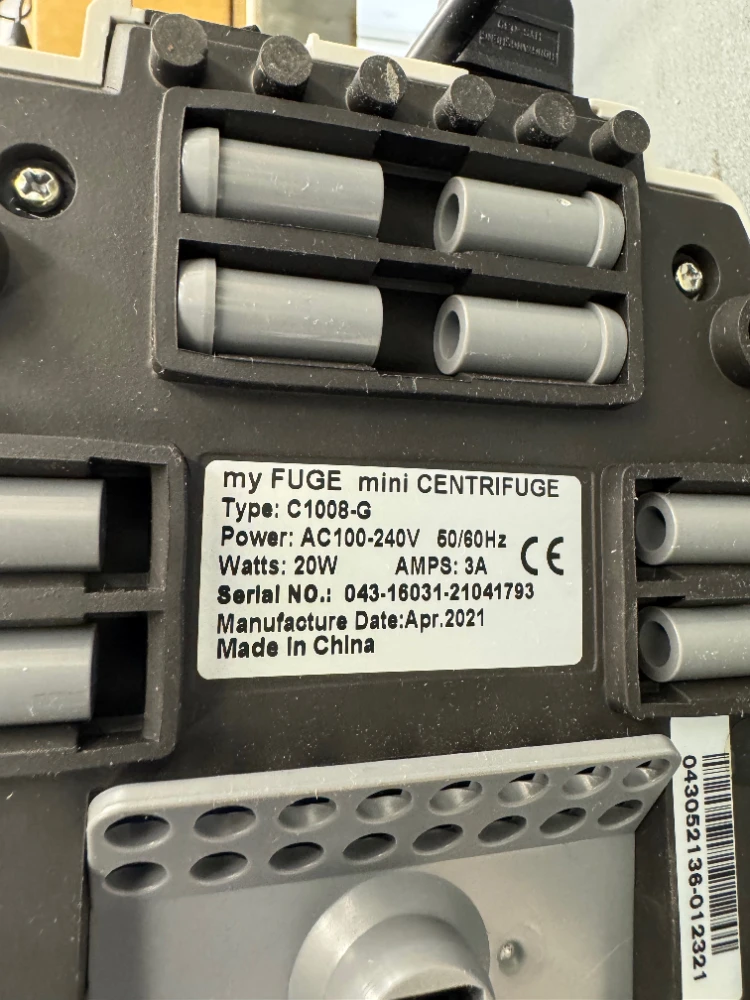 my FUGE mini CENTRIFUGE
Type: C1008-G
Power: AC100-240V 50/60Hz
Watts: 20W AMPS: 3A
CE
Serial NO.: 043-16031-21041793
Manufacture Date:Apr.2021
Made in China
043052136-012321